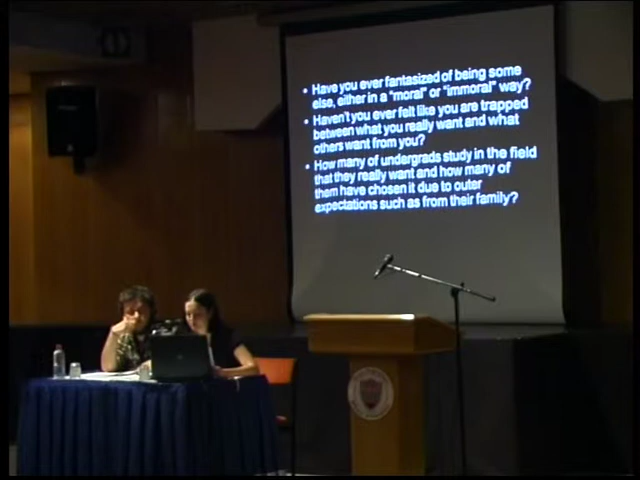 • Have you ever fantasized of being some
else, either in a "moral" or "immoral" way?
• Haven't you ever felt like you are trapped
between what you really want and what
others want from you?
• How many of undergrads study in the field
that they really want and how many of
them have chosen it due to outer
expectations such as from their family?